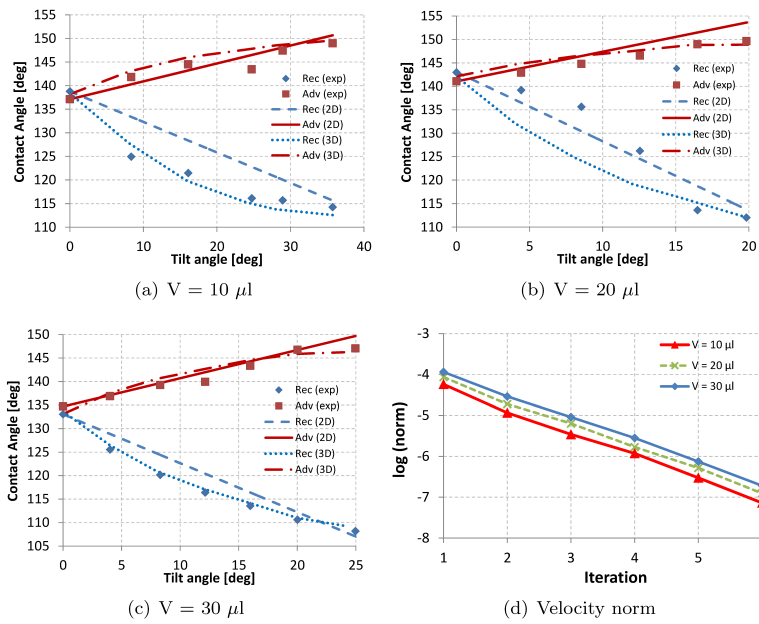 155
150
145
140
135
130
125
120
115
110
0
10
20
30
40
Contact Angle [deg]
Tilt angle [deg]
Rec (exp)
Adv (exp)
Rec (2D)
Adv (2D)
Rec (3D)
Adv (3D)
(a) V = 10 μl
155
150
145
140
135
130
125
120
115
110
0
5
10
15
20
Contact Angle [deg]
Tilt angle [deg]
Rec (exp)
Adv (exp)
Rec (2D)
Adv (2D)
Rec (3D)
Adv (3D)
(b) V = 20 μl
150
145
140
135
130
125
120
115
110
105
0
5
10
15
20
25
Contact Angle [deg]
Tilt angle [deg]
Rec (exp)
Adv (exp)
Rec (2D)
Adv (2D)
Rec (3D)
Adv (3D)
(c) V = 30 μl
-3
-4
-5
-6
-7
-8
1
2
3
4
5
log (norm)
Iteration
V = 10 μl
V = 20 μl
V = 30 μl
(d) Velocity norm